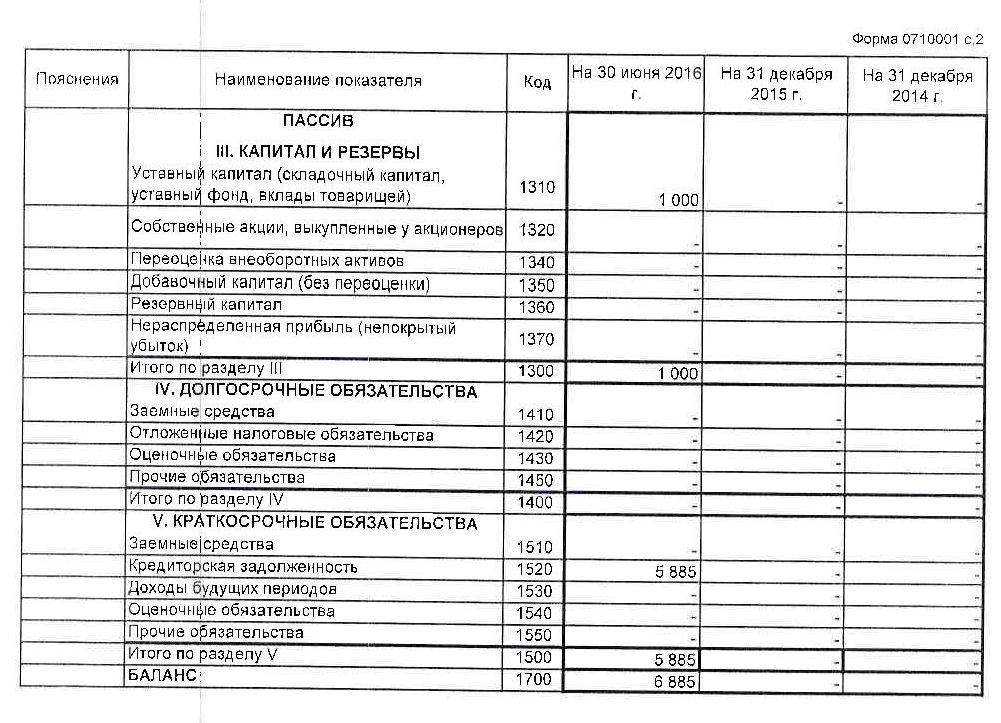 Форма 0710001 с.2
Пояснения Наименование показателя Код На 30 июня 2016 г. На 31 декабря 2015 г. На 31 декабря 2014 г.
ПАССИВ
III. КАПИТАЛ И РЕЗЕРВЫ
Уставный капитал (складочный капитал,
уставный фонд, вклады товарищей) 1310 1 000 - -
Собственные акции, выкупленные у акционеров 1320 - - -
Переоценка внеоборотных активов 1340 - - -
Добавочный капитал (без переоценки) 1350 - - -
Резервный капитал 1360 - - -
Нераспределенная прибыль (непокрытый
убыток) 1370 - - -
Итого по разделу III 1300 1 000 - -
IV. ДОЛГОСРОЧНЫЕ ОБЯЗАТЕЛЬСТВА
Заемные средства 1410 - - -
Отложенные налоговые обязательства 1420 - - -
Оценочные обязательства 1430 - - -
Прочие обязательства 1450 - - -
Итого по разделу IV 1400 - - -
V. КРАТКОСРОЧНЫЕ ОБЯЗАТЕЛЬСТВА
Заемные средства 1510 - - -
Кредиторская задолженность 1520 5 885 - -
Доходы будущих периодов 1530 - - -
Оценочные обязательства 1540 - - -
Прочие обязательства 1550 - - -
Итого по разделу V 1500 5 885 - -
БАЛАНС 1700 6 885 - -